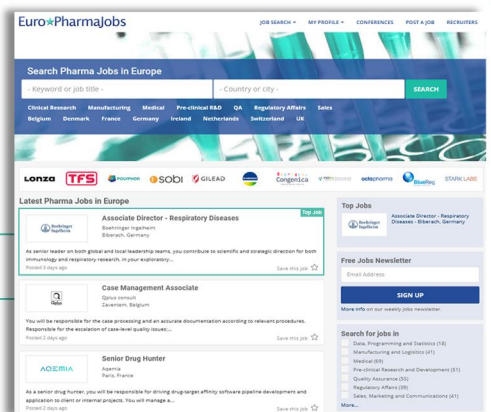 Euro★PharmaJobs
JOB SEARCH MY PROFILE CONFERENCES POST A JOB RECRUITERS
Search Pharma Jobs in Europe
- Keyword or job title -
- Country or city -
SEARCH
Clinical Research Manufacturing Medical Pre-clinical R&D QA Regulatory Affairs Sales
Belgium Denmark France Germany Ireland Netherlands Switzerland UK
Lonza TFS POLYPHOR SOBI GILEAD Congenica octapharma BlueReg STARK LABS
Latest Pharma Jobs in Europe
Top Job
Boehringer Ingelheim
Associate Director - Respiratory Diseases
Boehringer Ingelheim
Biberach, Germany
As senior leader on both global and local leadership teams, you contribute to scientific and strategic direction for both
immunology and respiratory research, in your exploratory...
Posted 3 days ago
Save this job
Qplus
Case Management Associate
Qplus consult
Zaventem, Belgium
You will be responsible for the case processing and an accurate documentation according to relevant procedures.
Responsible for the escalation of case-level quality issues;...
Posted 2 days ago
Save this job
AQEMIA
Senior Drug Hunter
Aqemia
Paris, France
As a senior drug hunter, you will be responsible for driving drug-target affinity software pipeline development and
application to client or internal projects. You will manage a...
Posted 2 days ago
Save this job
Top Jobs
Boehringer Ingelheim
Associate Director - Respiratory
Diseases - Biberach, Germany
Free Jobs Newsletter
Email Address
SIGN UP
More info on our weekly jobs newsletter.
Search for jobs in
Data, Programming and Statistics (18)
Manufacturing and Logistics (41)
Medical (69)
Pre-clinical Research and Development (51)
Quality Assurance (55)
Regulatory Affairs (39)
Sales, Marketing and Communications (41)
More...